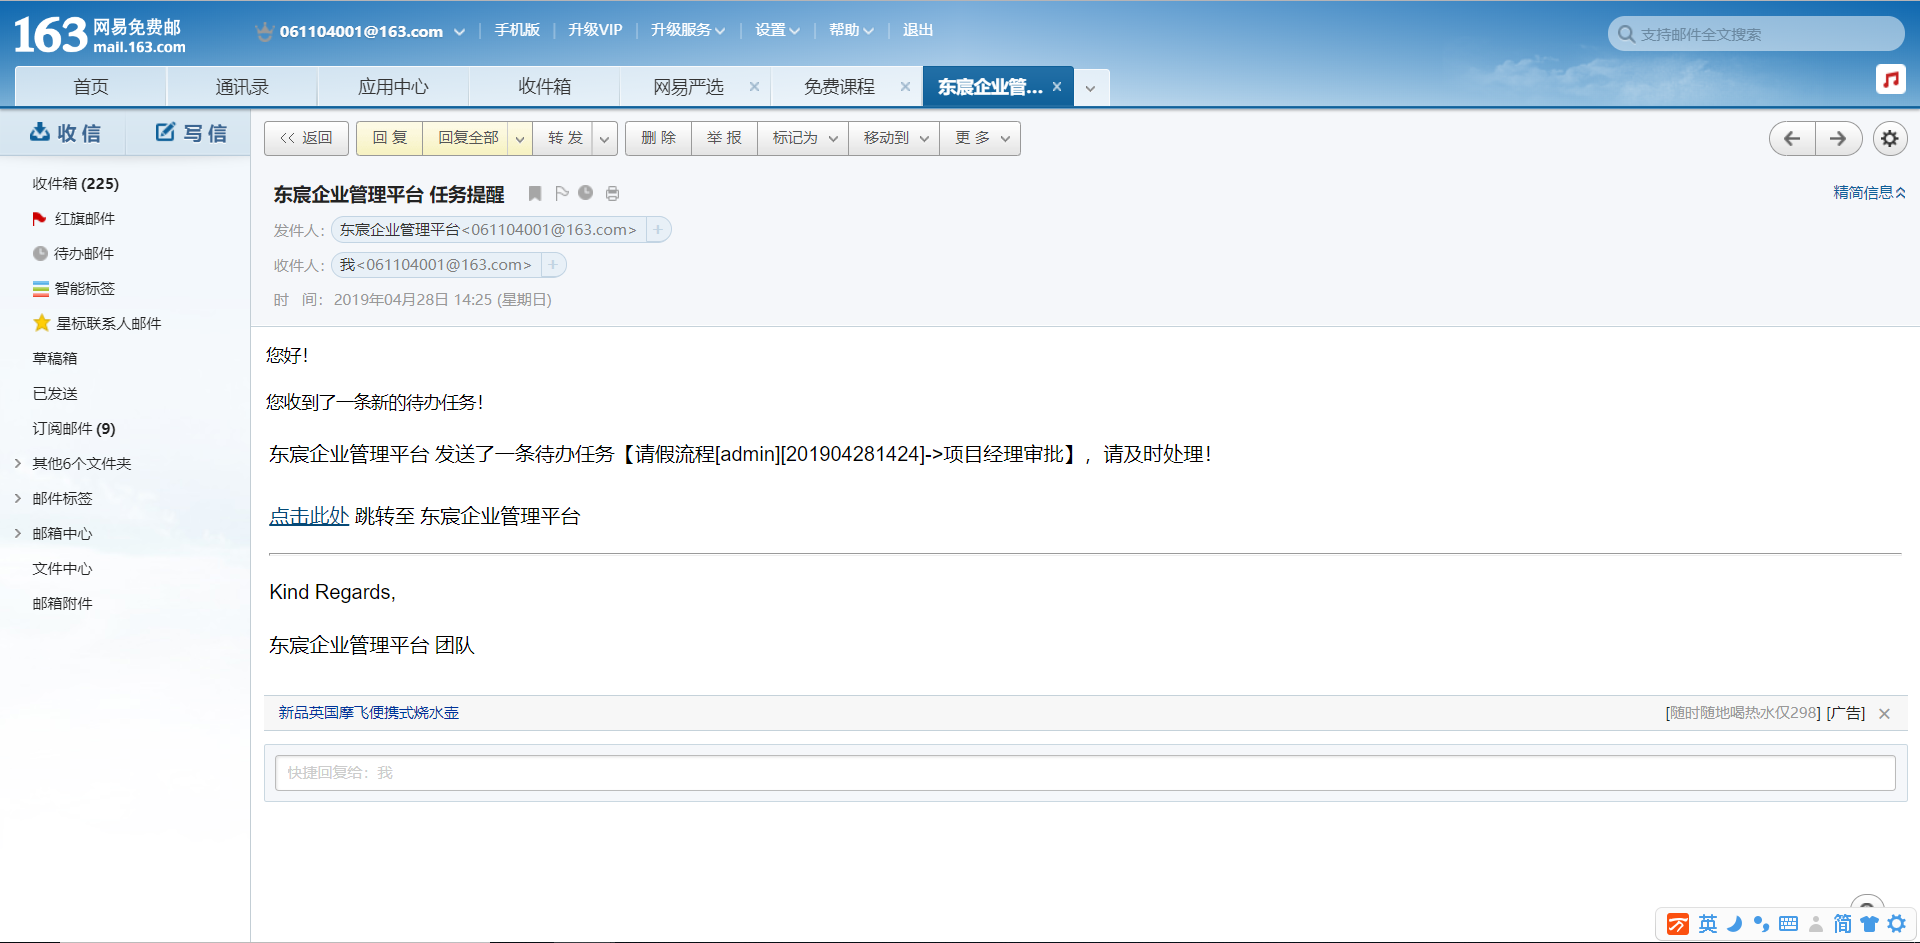 163 网易免费邮
mail.163.com
061104001@163.com 手机版 升级VIP 升级服务 设置 帮助 退出
支持邮件全文搜索
首页 通讯录 应用中心 收件箱 网易严选 免费课程 东宸企业管...
收信 写信
<< 返回 回复 回复全部 转发 删除 举报 标记为 移动到 更多
收件箱 (225)
红旗邮件
待办邮件
智能标签
星标联系人邮件
草稿箱
已发送
订阅邮件 (9)
其他6个文件夹
邮件标签
邮箱中心
文件中心
邮箱附件
东宸企业管理平台 任务提醒
精简信息
发件人： 东宸企业管理平台<061104001@163.com> +
收件人： 我<061104001@163.com> +
时 间： 2019年04月28日 14:25 (星期日)
您好！
您收到了一条新的待办任务！
东宸企业管理平台 发送了一条待办任务【请假流程[admin][201904281424]->项目经理审批】，请及时处理！
点击此处 跳转至 东宸企业管理平台
Kind Regards,
东宸企业管理平台 团队
新品英国摩飞便携式烧水壶 [随时随地喝热水仅298] [广告]
快捷回复给：我
英 简